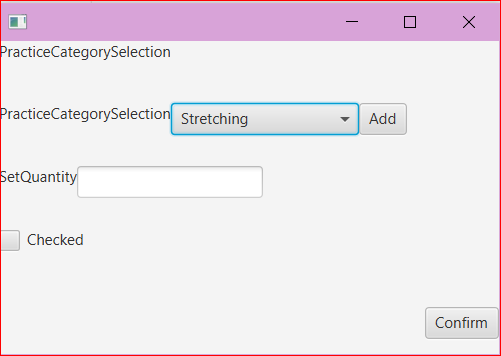 PracticeCategorySelection
PracticeCategorySelection Stretching Add
SetQuantity
Checked
Confirm